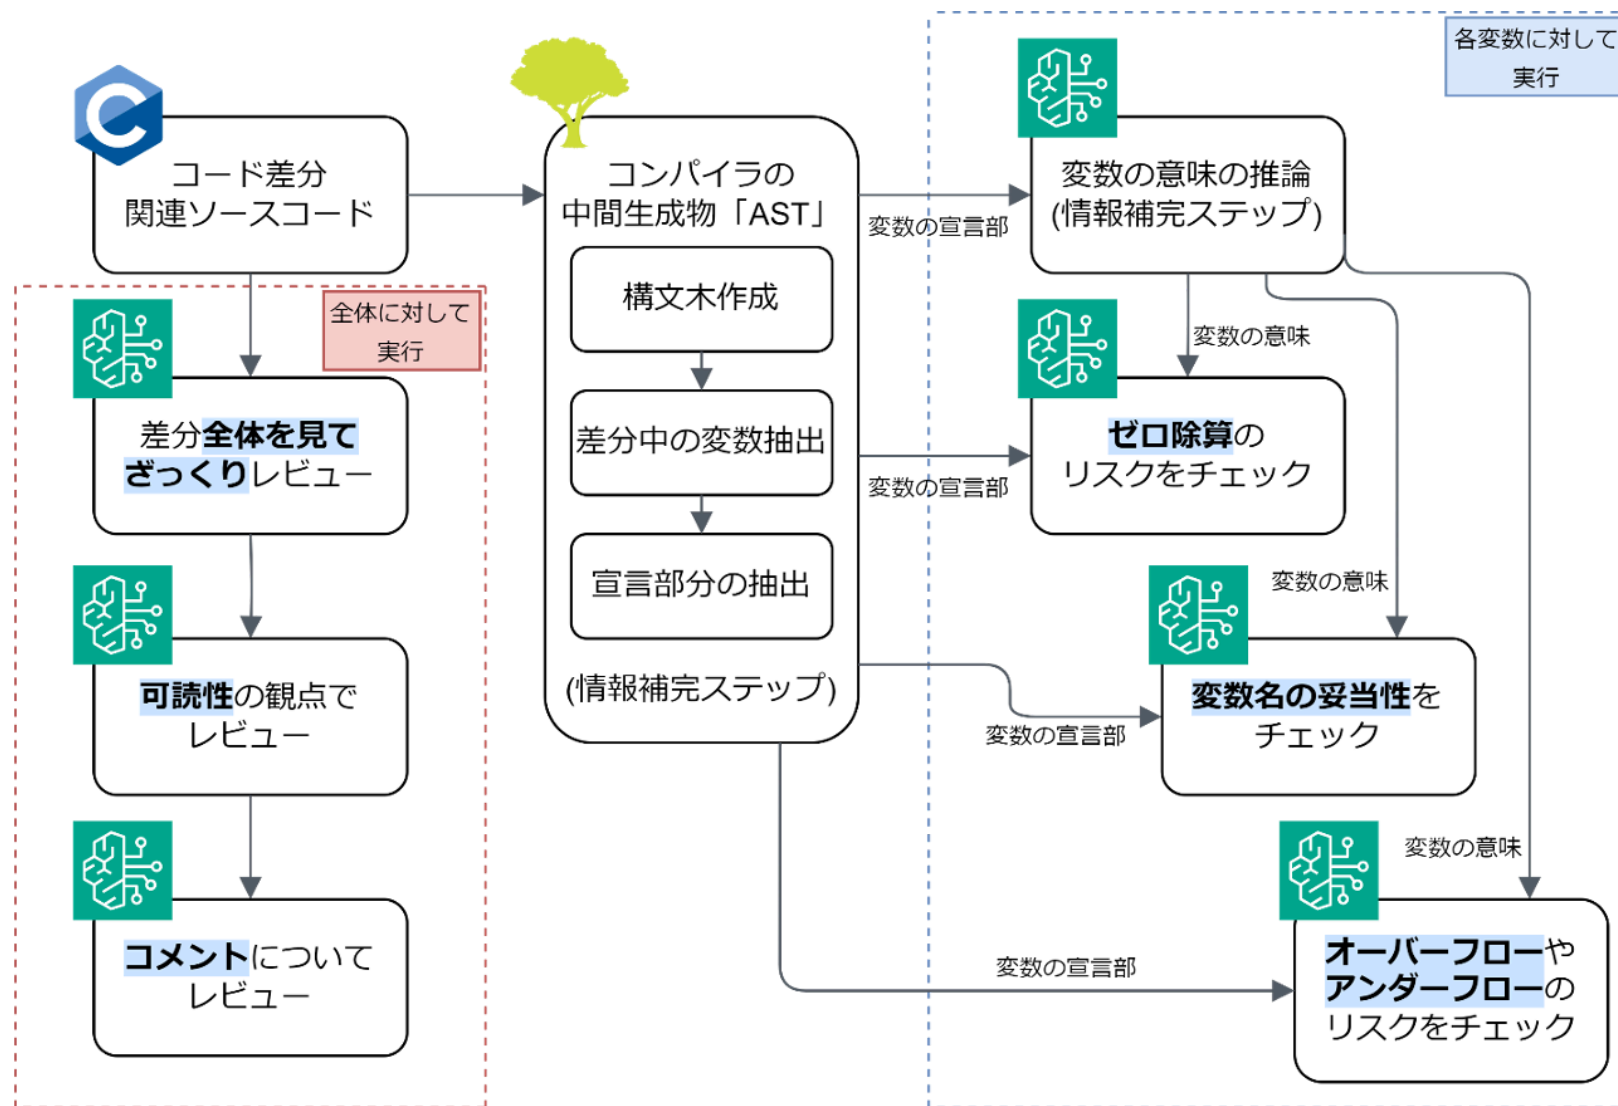 コード差分
関連ソースコード
全体に対して
実行
差分全体を見て
ざっくりレビュー
可読性の観点で
レビュー
コメントについて
レビュー
コンパイラの
中間生成物「AST」
構文木作成
差分中の変数抽出
宣言部分の抽出
(情報補完ステップ)
各変数に対して
実行
変数の宣言部
変数の意味の推論
(情報補完ステップ)
変数の意味
変数の宣言部
ゼロ除算の
リスクをチェック
変数の意味
変数の宣言部
変数名の妥当性を
チェック
変数の意味
変数の宣言部
オーバーフローや
アンダーフローの
リスクをチェック